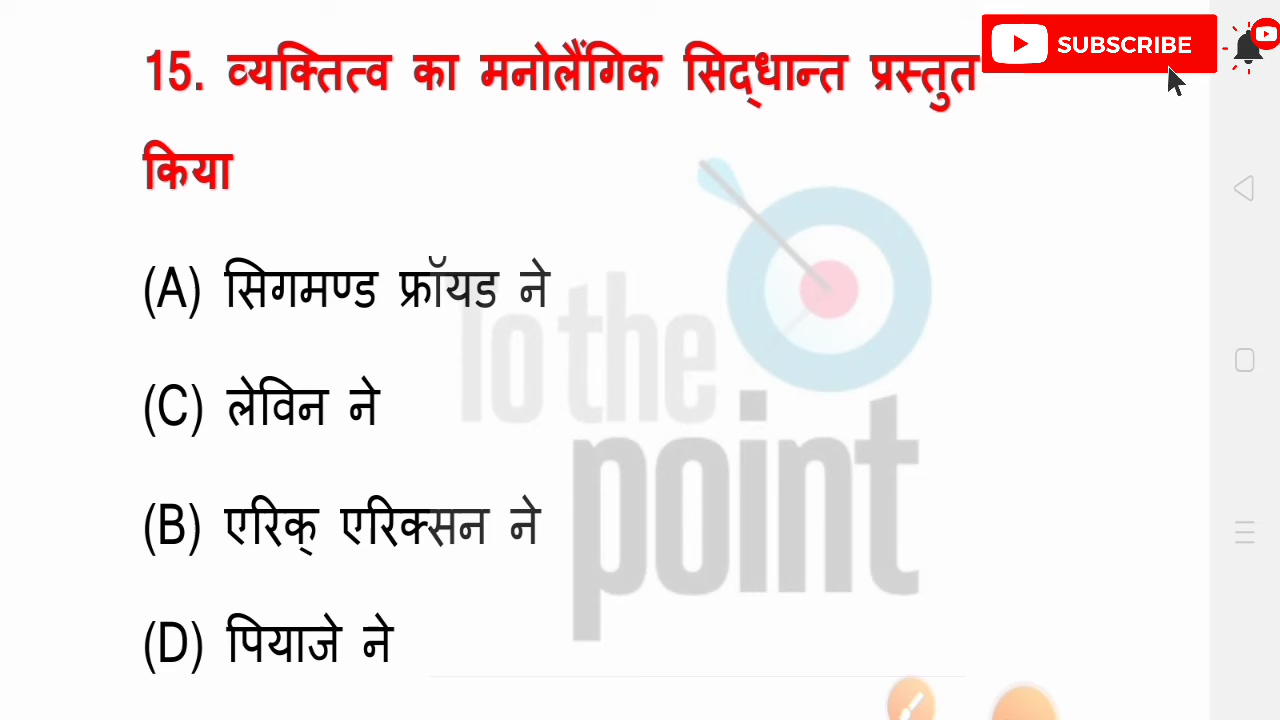 15. व्यक्तित्व का मनोलैंगिक सिद्धान्त प्रस्तुत
किया
SUBSCRIBE
(A) सिगमण्ड फ्रॉयड ने
(C) लेविन ने
(B) एरिक् एरिक्सन ने
(D) पियाजे ने
To the
point